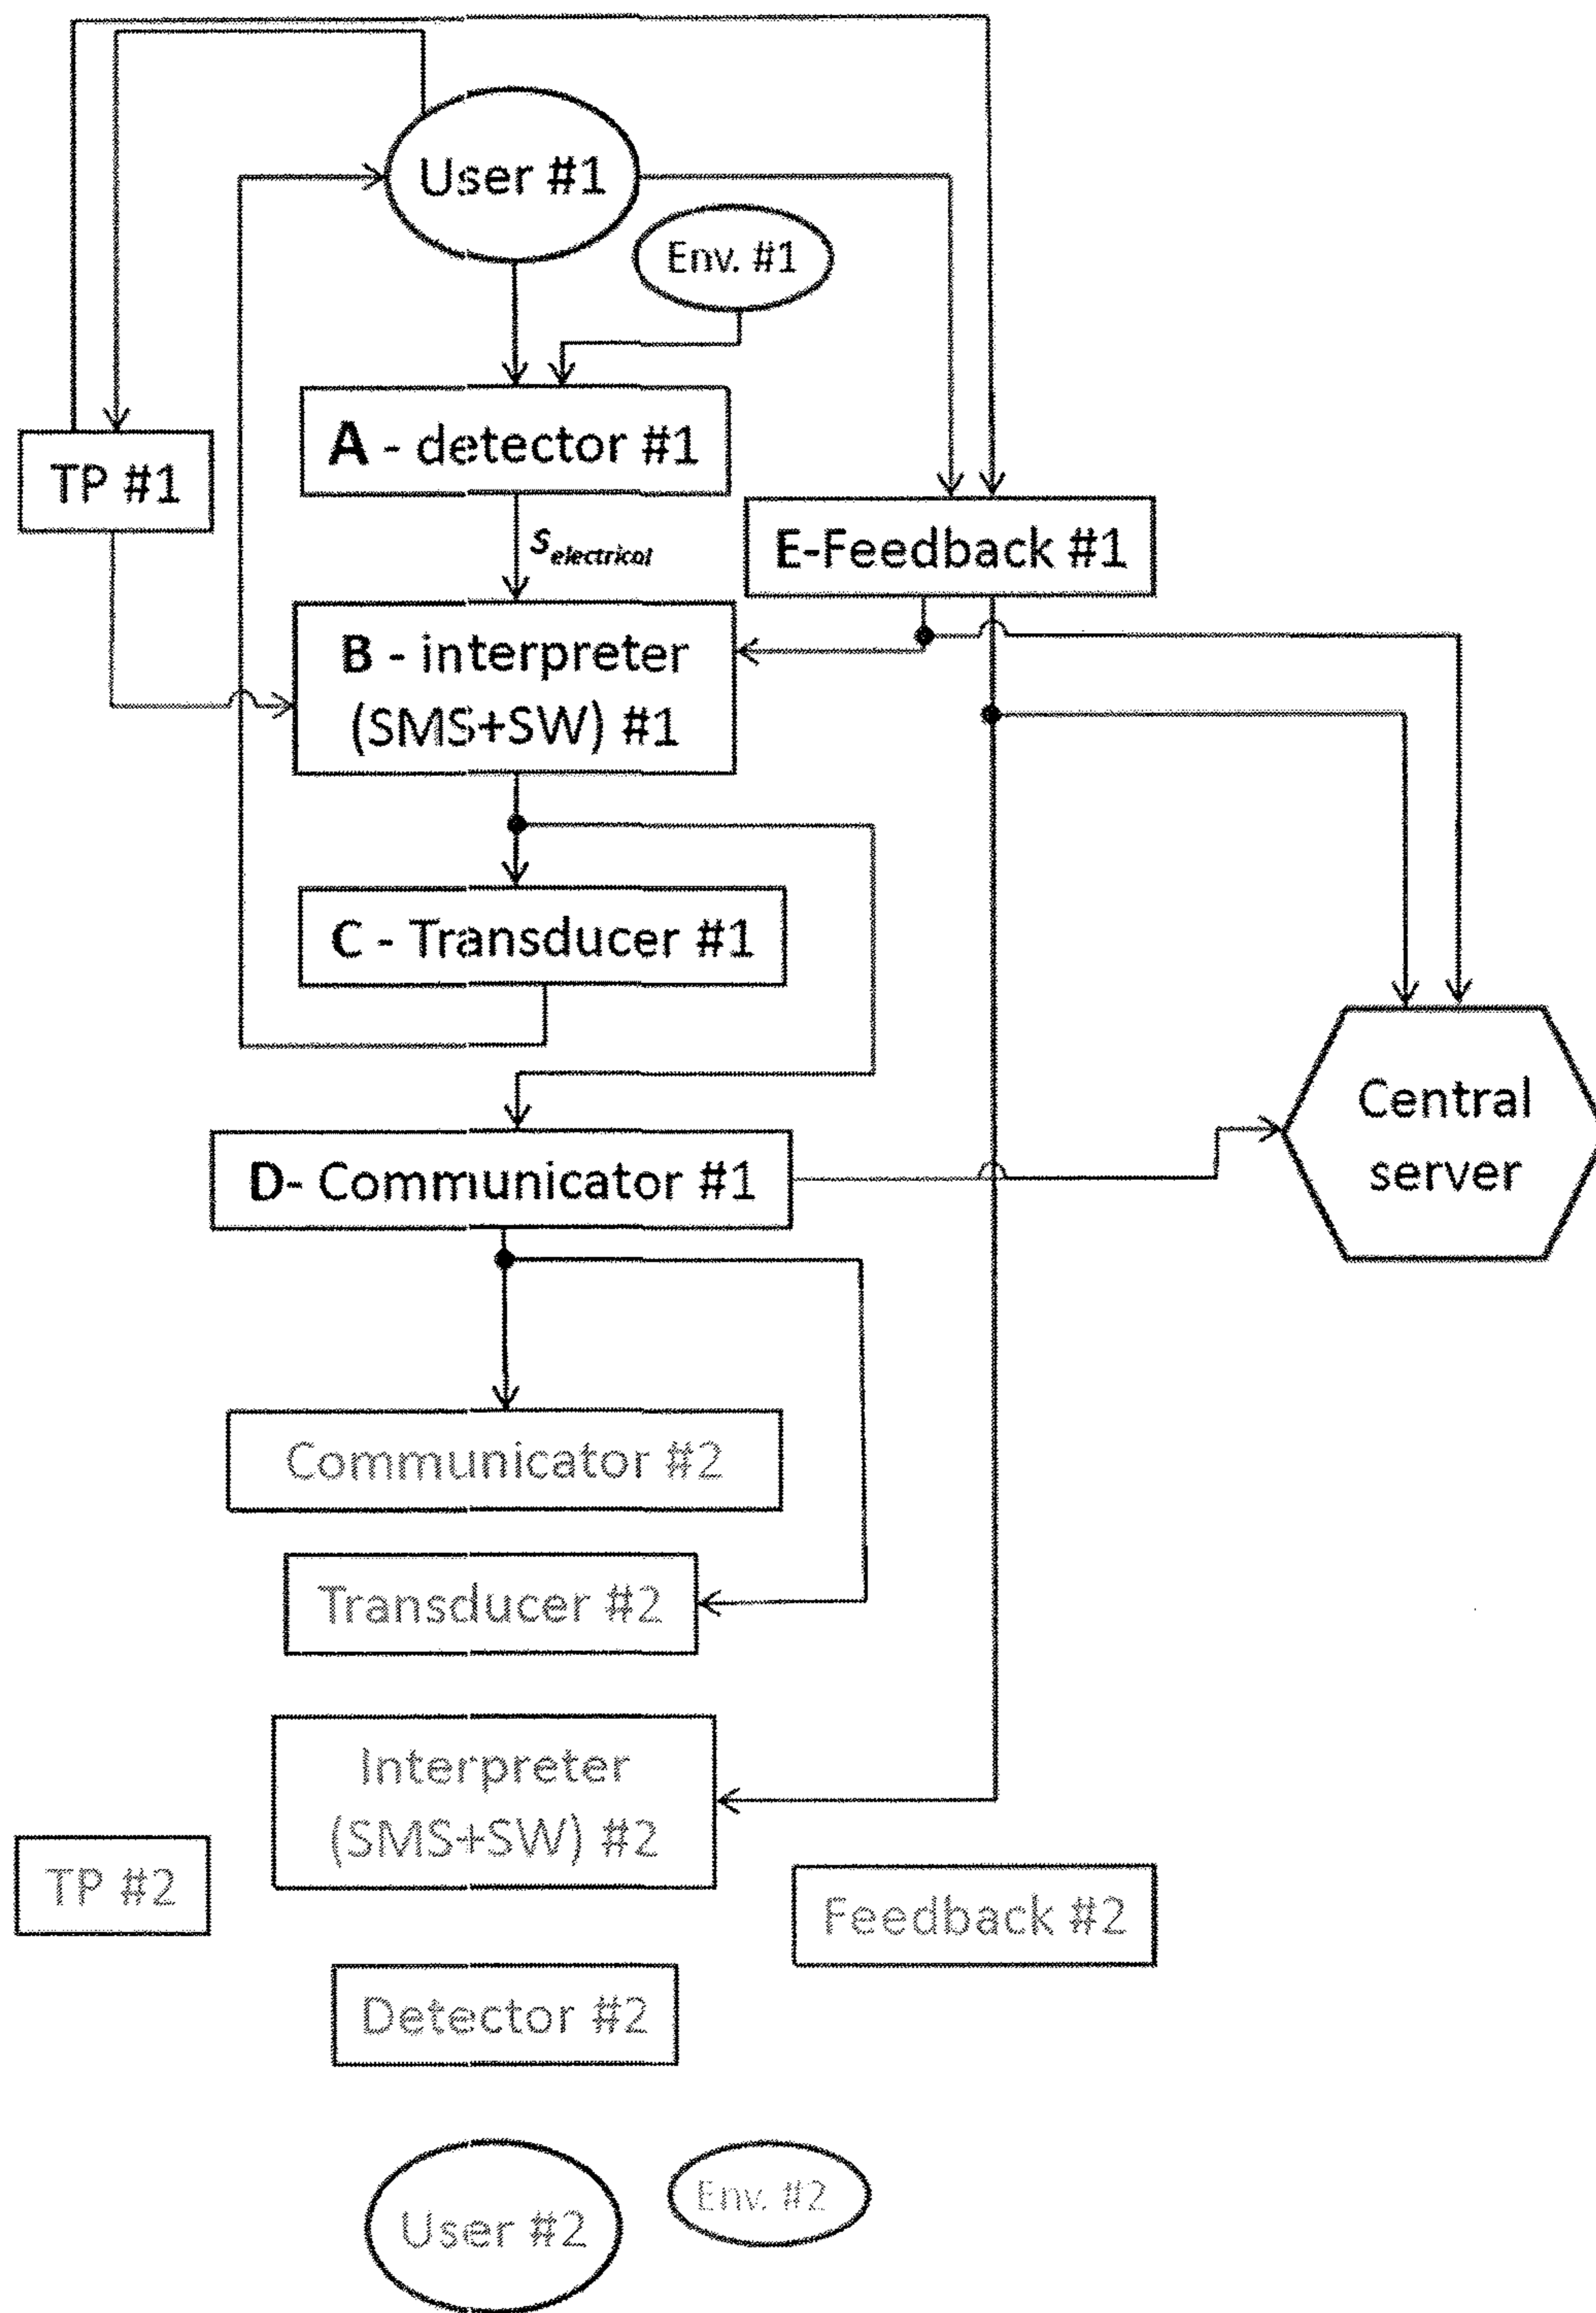 User #1
Env. #1
A - detector #1
TP #1
S electrical
E-Feedback #1
B - interpreter
(SMS+SW) #1
C - Transducer #1
Central
server
D- Communicator #1
Communicator #2
Transducer #2
Interpreter
(SMS+SW) #2
TP #2
Feedback #2
Detector #2
User #2
Env. #2